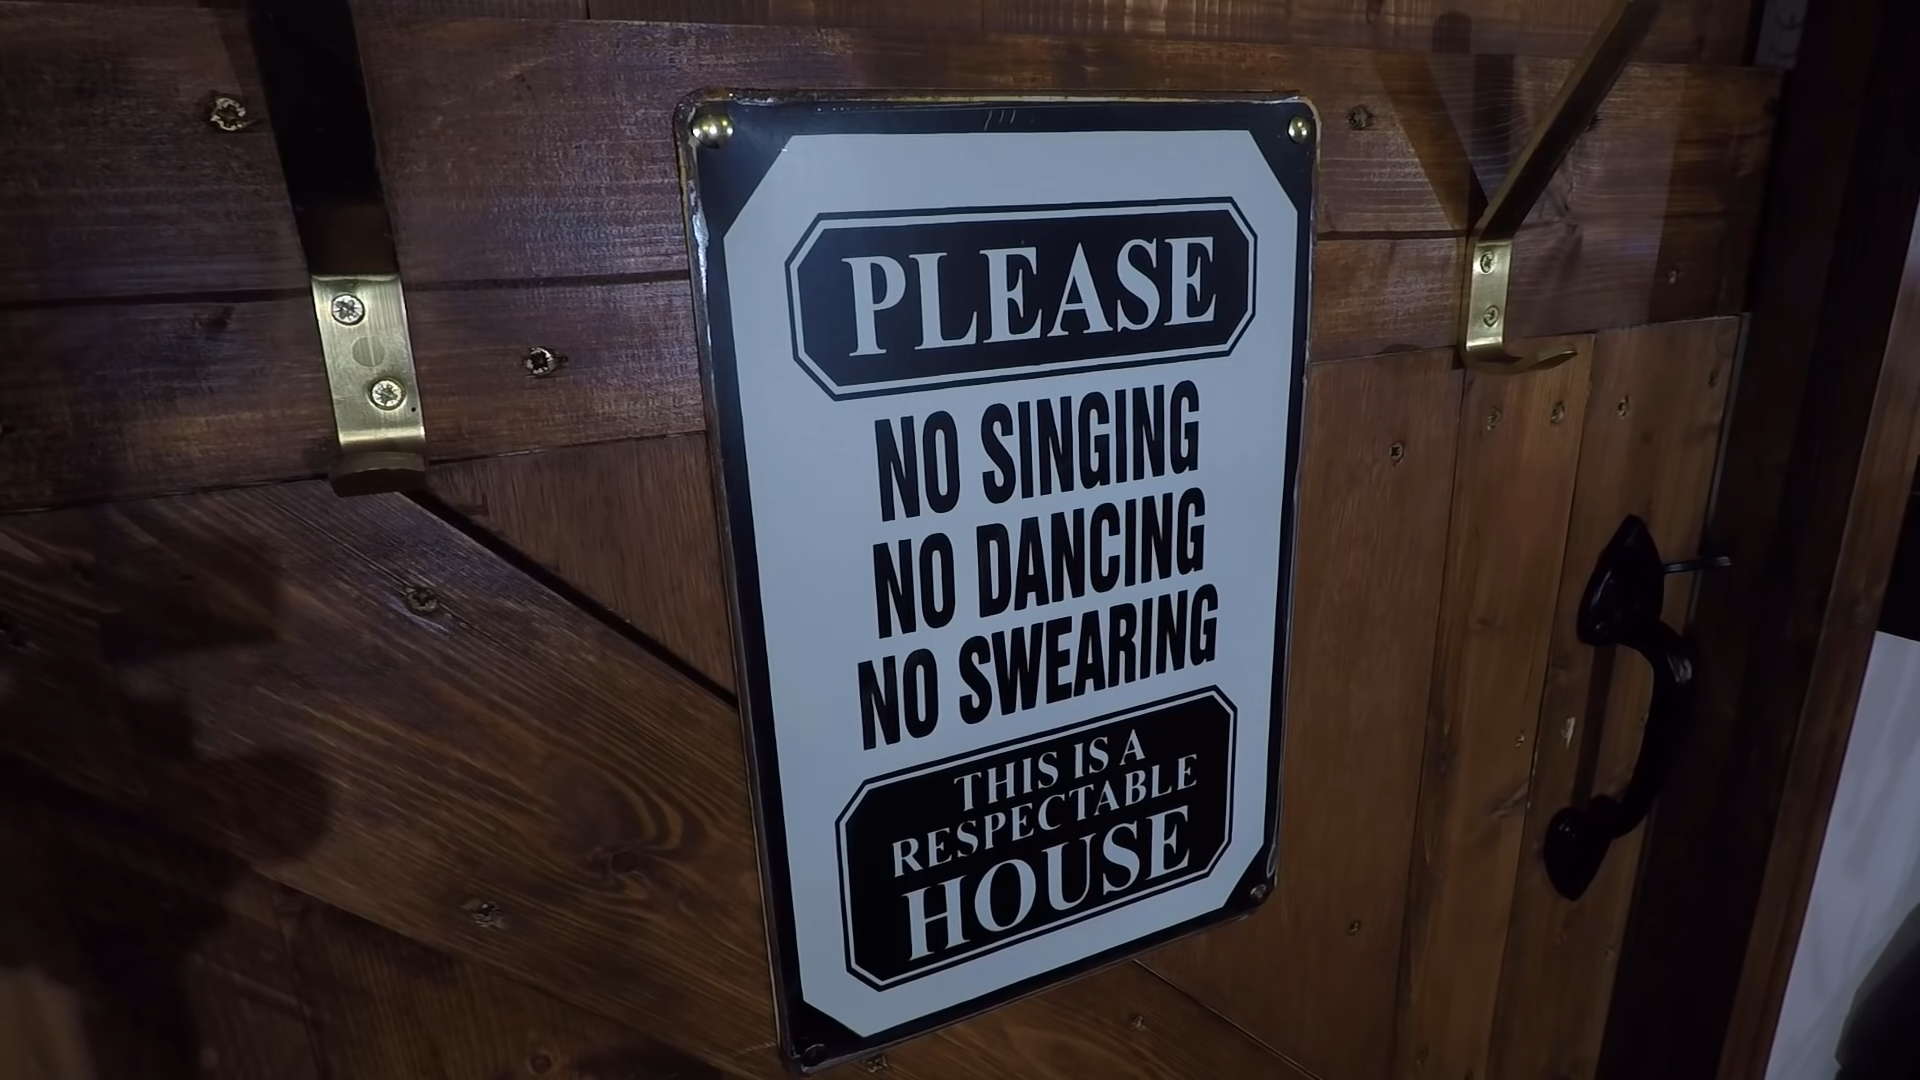 PLEASE
NO SINGING
NO DANCING
NO SWEARING
THIS IS A
RESPECTABLE
HOUSE